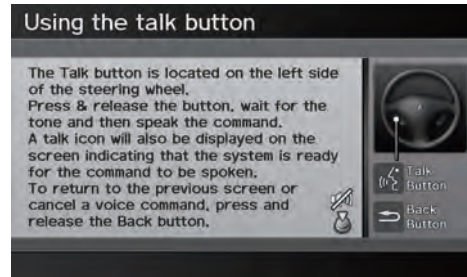 Using the talk button
The Talk button is located on the left side
of the steering wheel.
Press & release the button, wait for the
tone and then speak the command.
A talk icon will also be displayed on the
screen indicating that the system is ready
for the command to be spoken.
To return to the previous screen or
cancel a voice command, press and
release the Back button.
Talk
Button
Back
Button